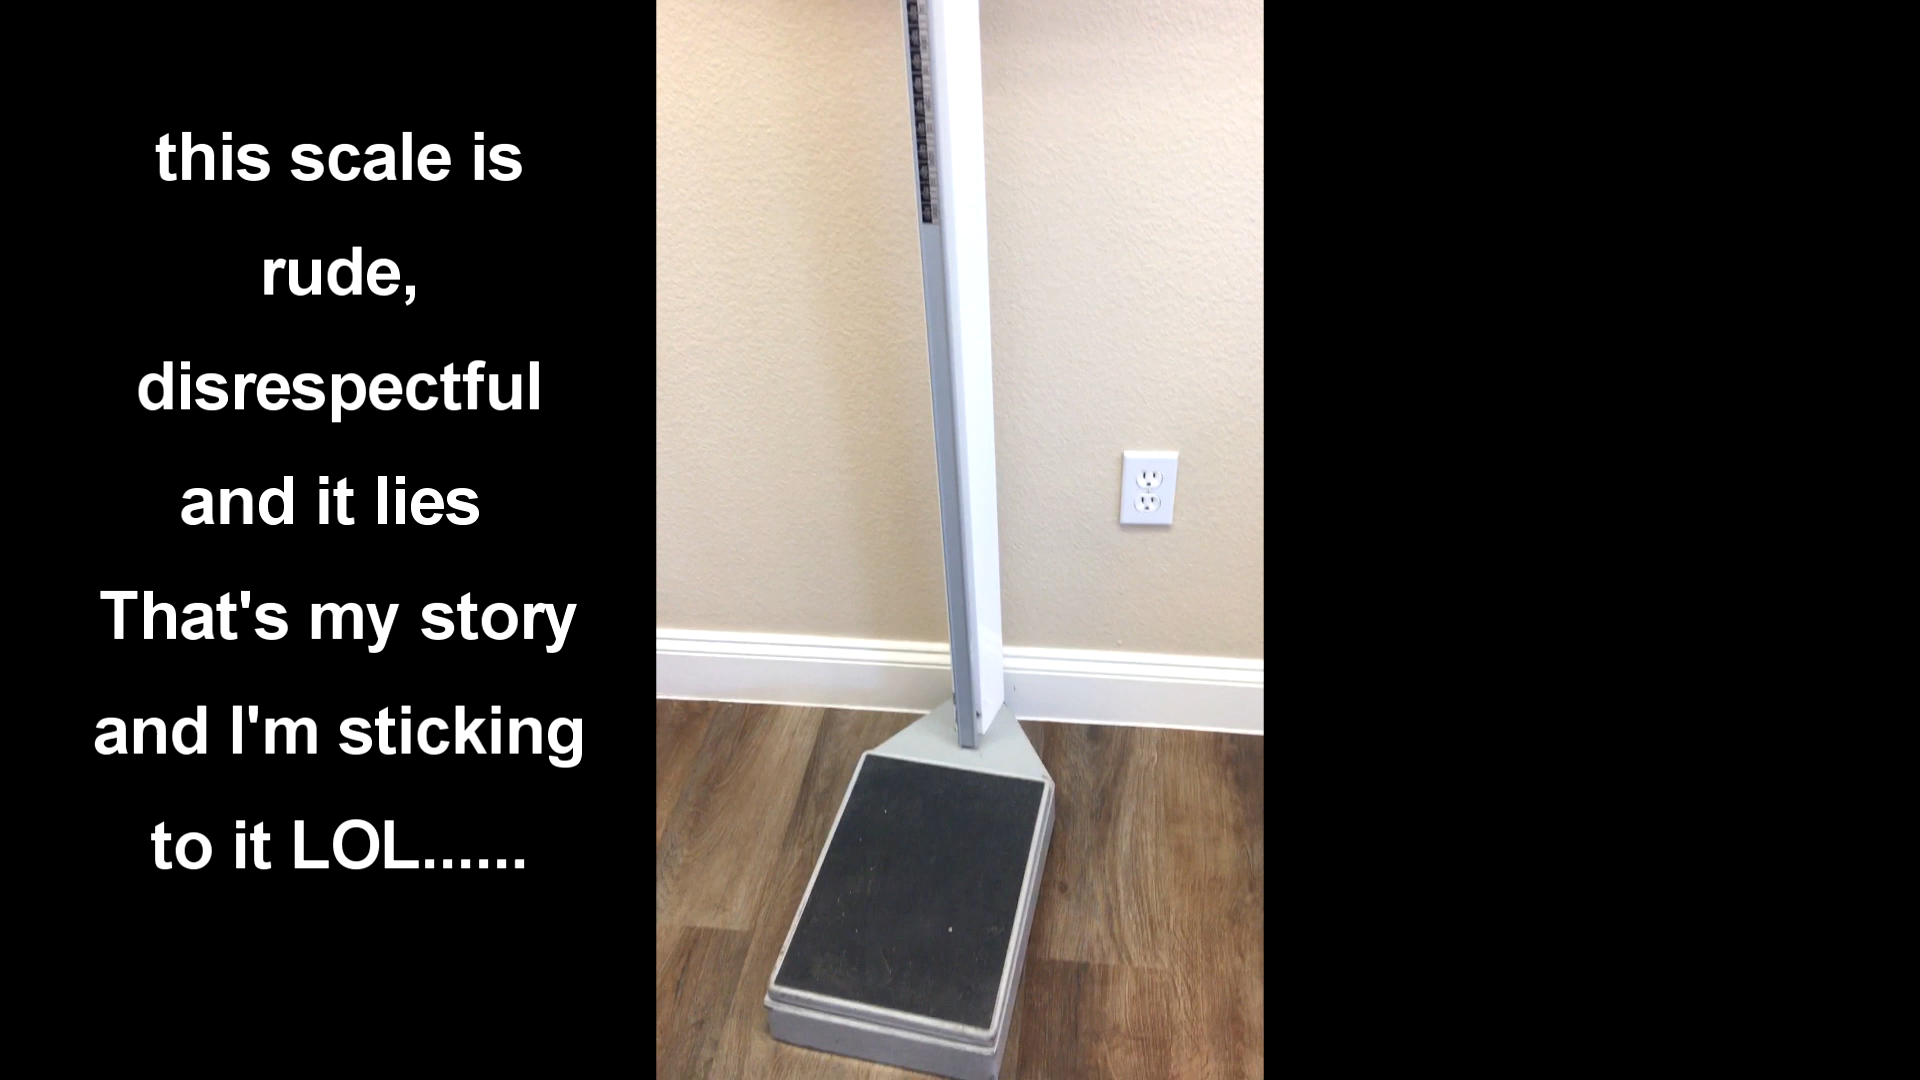 this scale is
rude,
disrespectful
and it lies
That's my story
and I'm sticking
to it LOL......